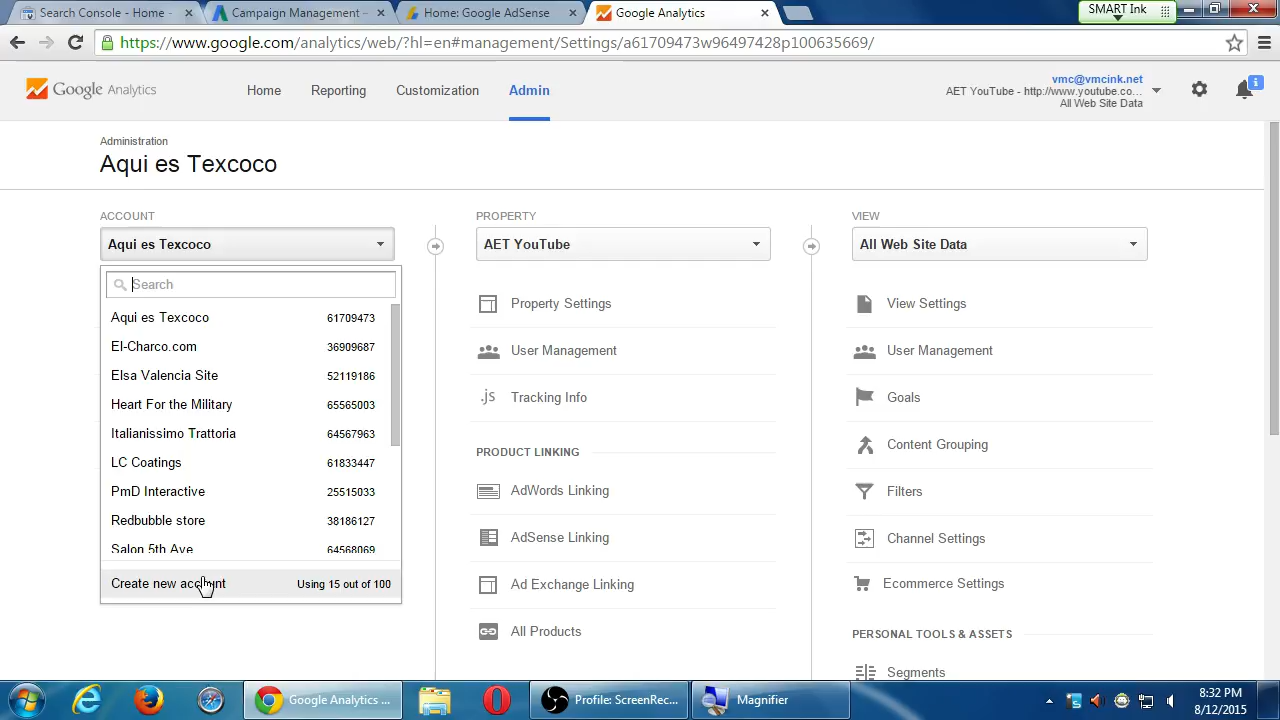 Search Console - Home -
Campaign Management -
Home: Google AdSense
Google Analytics
SMART Ink
https://www.google.com/analytics/web/?hl=en#management/Settings/a61709473w96497428p100635669/
Google Analytics
Home
Reporting
Customization
Admin
vmc@vmcink.net
AET YouTube - http://www.youtube.co...
All Web Site Data
Administration
Aqui es Texcoco
ACCOUNT
Aqui es Texcoco
Search
Aqui es Texcoco 61709473
El-Charco.com 36909687
Elsa Valencia Site 52119186
Heart For the Military 65565003
Italianissimo Trattoria 64567963
LC Coatings 61833447
PmD Interactive 25515033
Redbubble store 38186127
Salon 5th Ave 64568069
Create new account Using 15 out of 100
PROPERTY
AET YouTube
Property Settings
User Management
.js Tracking Info
PRODUCT LINKING
AdWords Linking
AdSense Linking
Ad Exchange Linking
All Products
VIEW
All Web Site Data
View Settings
User Management
Goals
Content Grouping
Filters
Channel Settings
Ecommerce Settings
PERSONAL TOOLS & ASSETS
Segments
Google Analytics ...
Profile: ScreenRec...
Magnifier
8:32 PM
8/12/2015